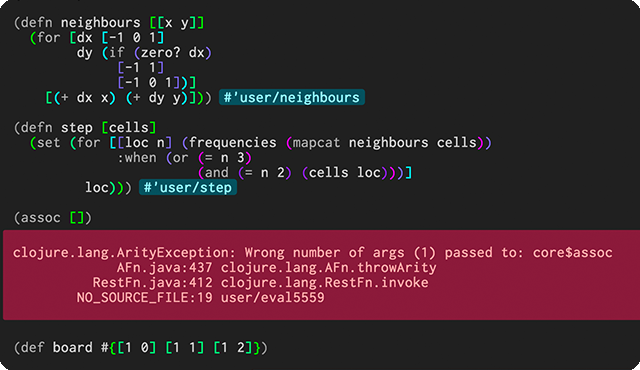 (defn neighbours [[x y]]
(for [dx [-1 0 1]
dy (if (zero? dx)
[-1 1]
[-1 0 1])]
[(+ dx x) (+ dy y)])) #'user/neighbours
(defn step [cells]
(set (for [[loc n] (frequencies (mapcat neighbours cells))
:when (or (= n 3)
(and (= n 2) (cells loc)))]
loc))) #'user/step
(assoc [])
clojure.lang.ArityException: Wrong number of args (1) passed to: core$assoc
AFn.java:437 clojure.lang.AFn.throwArity
RestFn.java:412 clojure.lang.RestFn.invoke
NO_SOURCE_FILE:19 user/eval5559
(def board #{[1 0] [1 1] [1 2]})